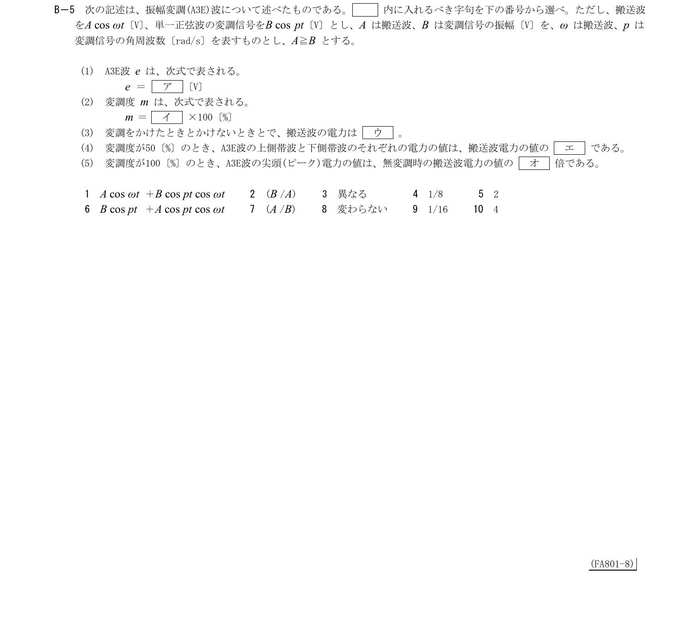 B－5 次の記述は、振幅変調(A3E)波について述べたものである。□内に入れるべき字句を下の番号から選べ。ただし、搬送波
をA cos ωt〔V〕、単一正弦波の変調信号をB cos pt〔V〕とし、A は搬送波、B は変調信号の振幅〔V〕を、ω は搬送波、p は
変調信号の角周波数〔rad/s〕を表すものとし、A≧B とする。
(1) A3E波 e は、次式で表される。
e ＝ ア 〔V〕
(2) 変調度 m は、次式で表される。
m ＝ イ ×100〔％〕
(3) 変調をかけたときとかけないときとで、搬送波の電力は ウ 。
(4) 変調度が50〔％〕のとき、A3E波の上側帯波と下側帯波のそれぞれの電力の値は、搬送波電力の値の エ である。
(5) 変調度が100〔％〕のとき、A3E波の尖頭(ピーク)電力の値は、無変調時の搬送波電力の値の オ 倍である。
1 A cos ωt ＋B cos pt cos ωt 2 (B /A) 3 異なる 4 1/8 5 2
6 B cos pt ＋A cos pt cos ωt 7 (A /B) 8 変わらない 9 1/16 10 4
(FA801-8)